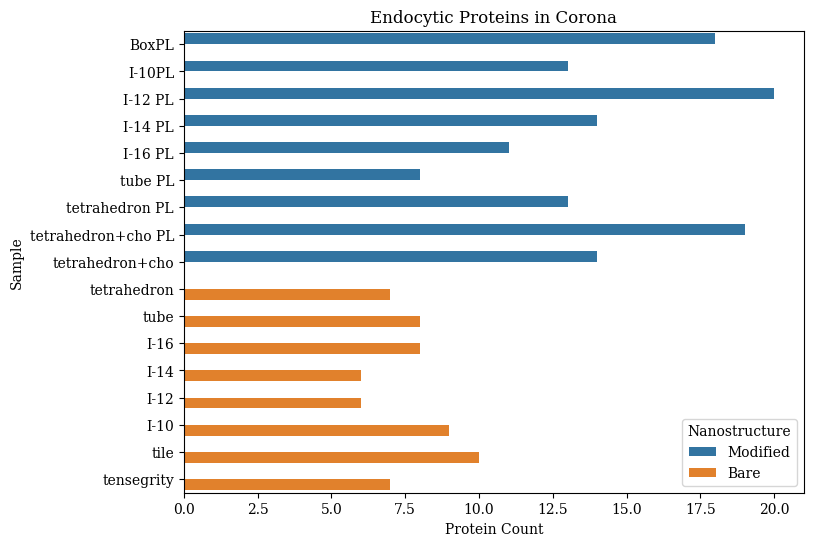 Endocytic Proteins in Corona
Sample
BoxPL
I-10PL
I-12 PL
I-14 PL
I-16 PL
tube PL
tetrahedron PL
tetrahedron+cho PL
tetrahedron+cho
tetrahedron
tube
I-16
I-14
I-12
I-10
tile
tensegrity
Nanostructure
Modified
Bare
0.0 2.5 5.0 7.5 10.0 12.5 15.0 17.5 20.0
Protein Count